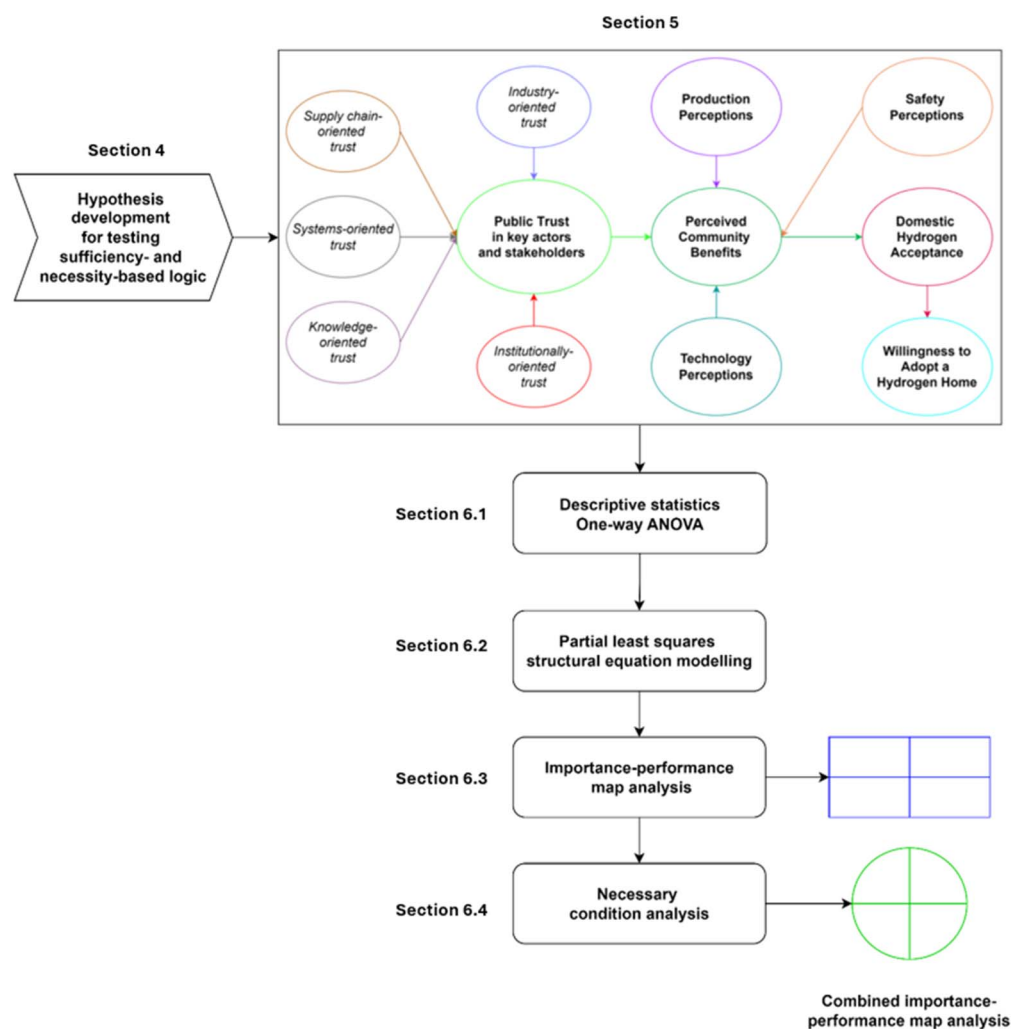 Section 5
Section 4
Hypothesis
development
for testing
sufficiency- and
necessity-based logic
Supply chain-
oriented
trust
Systems-oriented
trust
Knowledge-
oriented
trust
Industry-
oriented
trust
Public Trust
in key actors
and stakeholders
Institutionally-
oriented
trust
Production
Perceptions
Perceived
Community
Benefits
Technology
Perceptions
Safety
Perceptions
Domestic
Hydrogen
Acceptance
Willingness to
Adopt a
Hydrogen Home
Section 6.1
Descriptive statistics
One-way ANOVA
Section 6.2
Partial least squares
structural equation modelling
Section 6.3
Importance-performance
map analysis
Section 6.4
Necessary
condition analysis
Combined importance-
performance map analysis